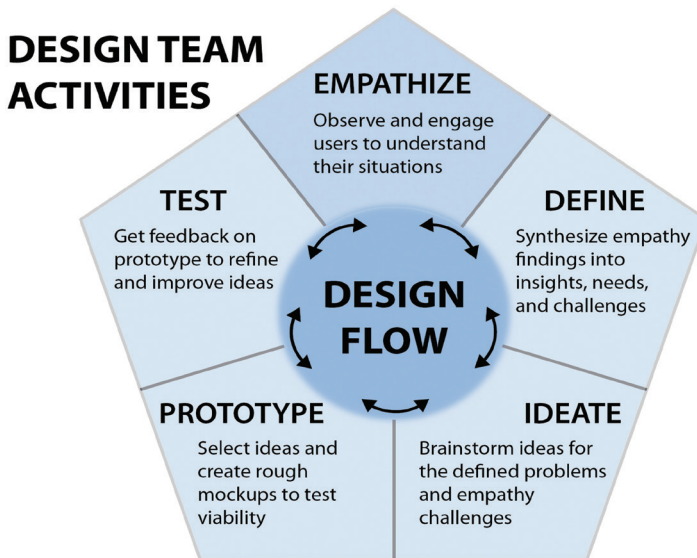 DESIGN TEAM
ACTIVITIES
EMPATHIZE
Observe and engage
users to understand
their situations
DEFINE
Synthesize empathy
findings into
insights, needs,
and challenges
IDEATE
Brainstorm ideas for
the defined problems
and empathy
challenges
PROTOTYPE
Select ideas and
create rough
mockups to test
viability
TEST
Get feedback on
prototype to refine
and improve ideas
DESIGN
FLOW